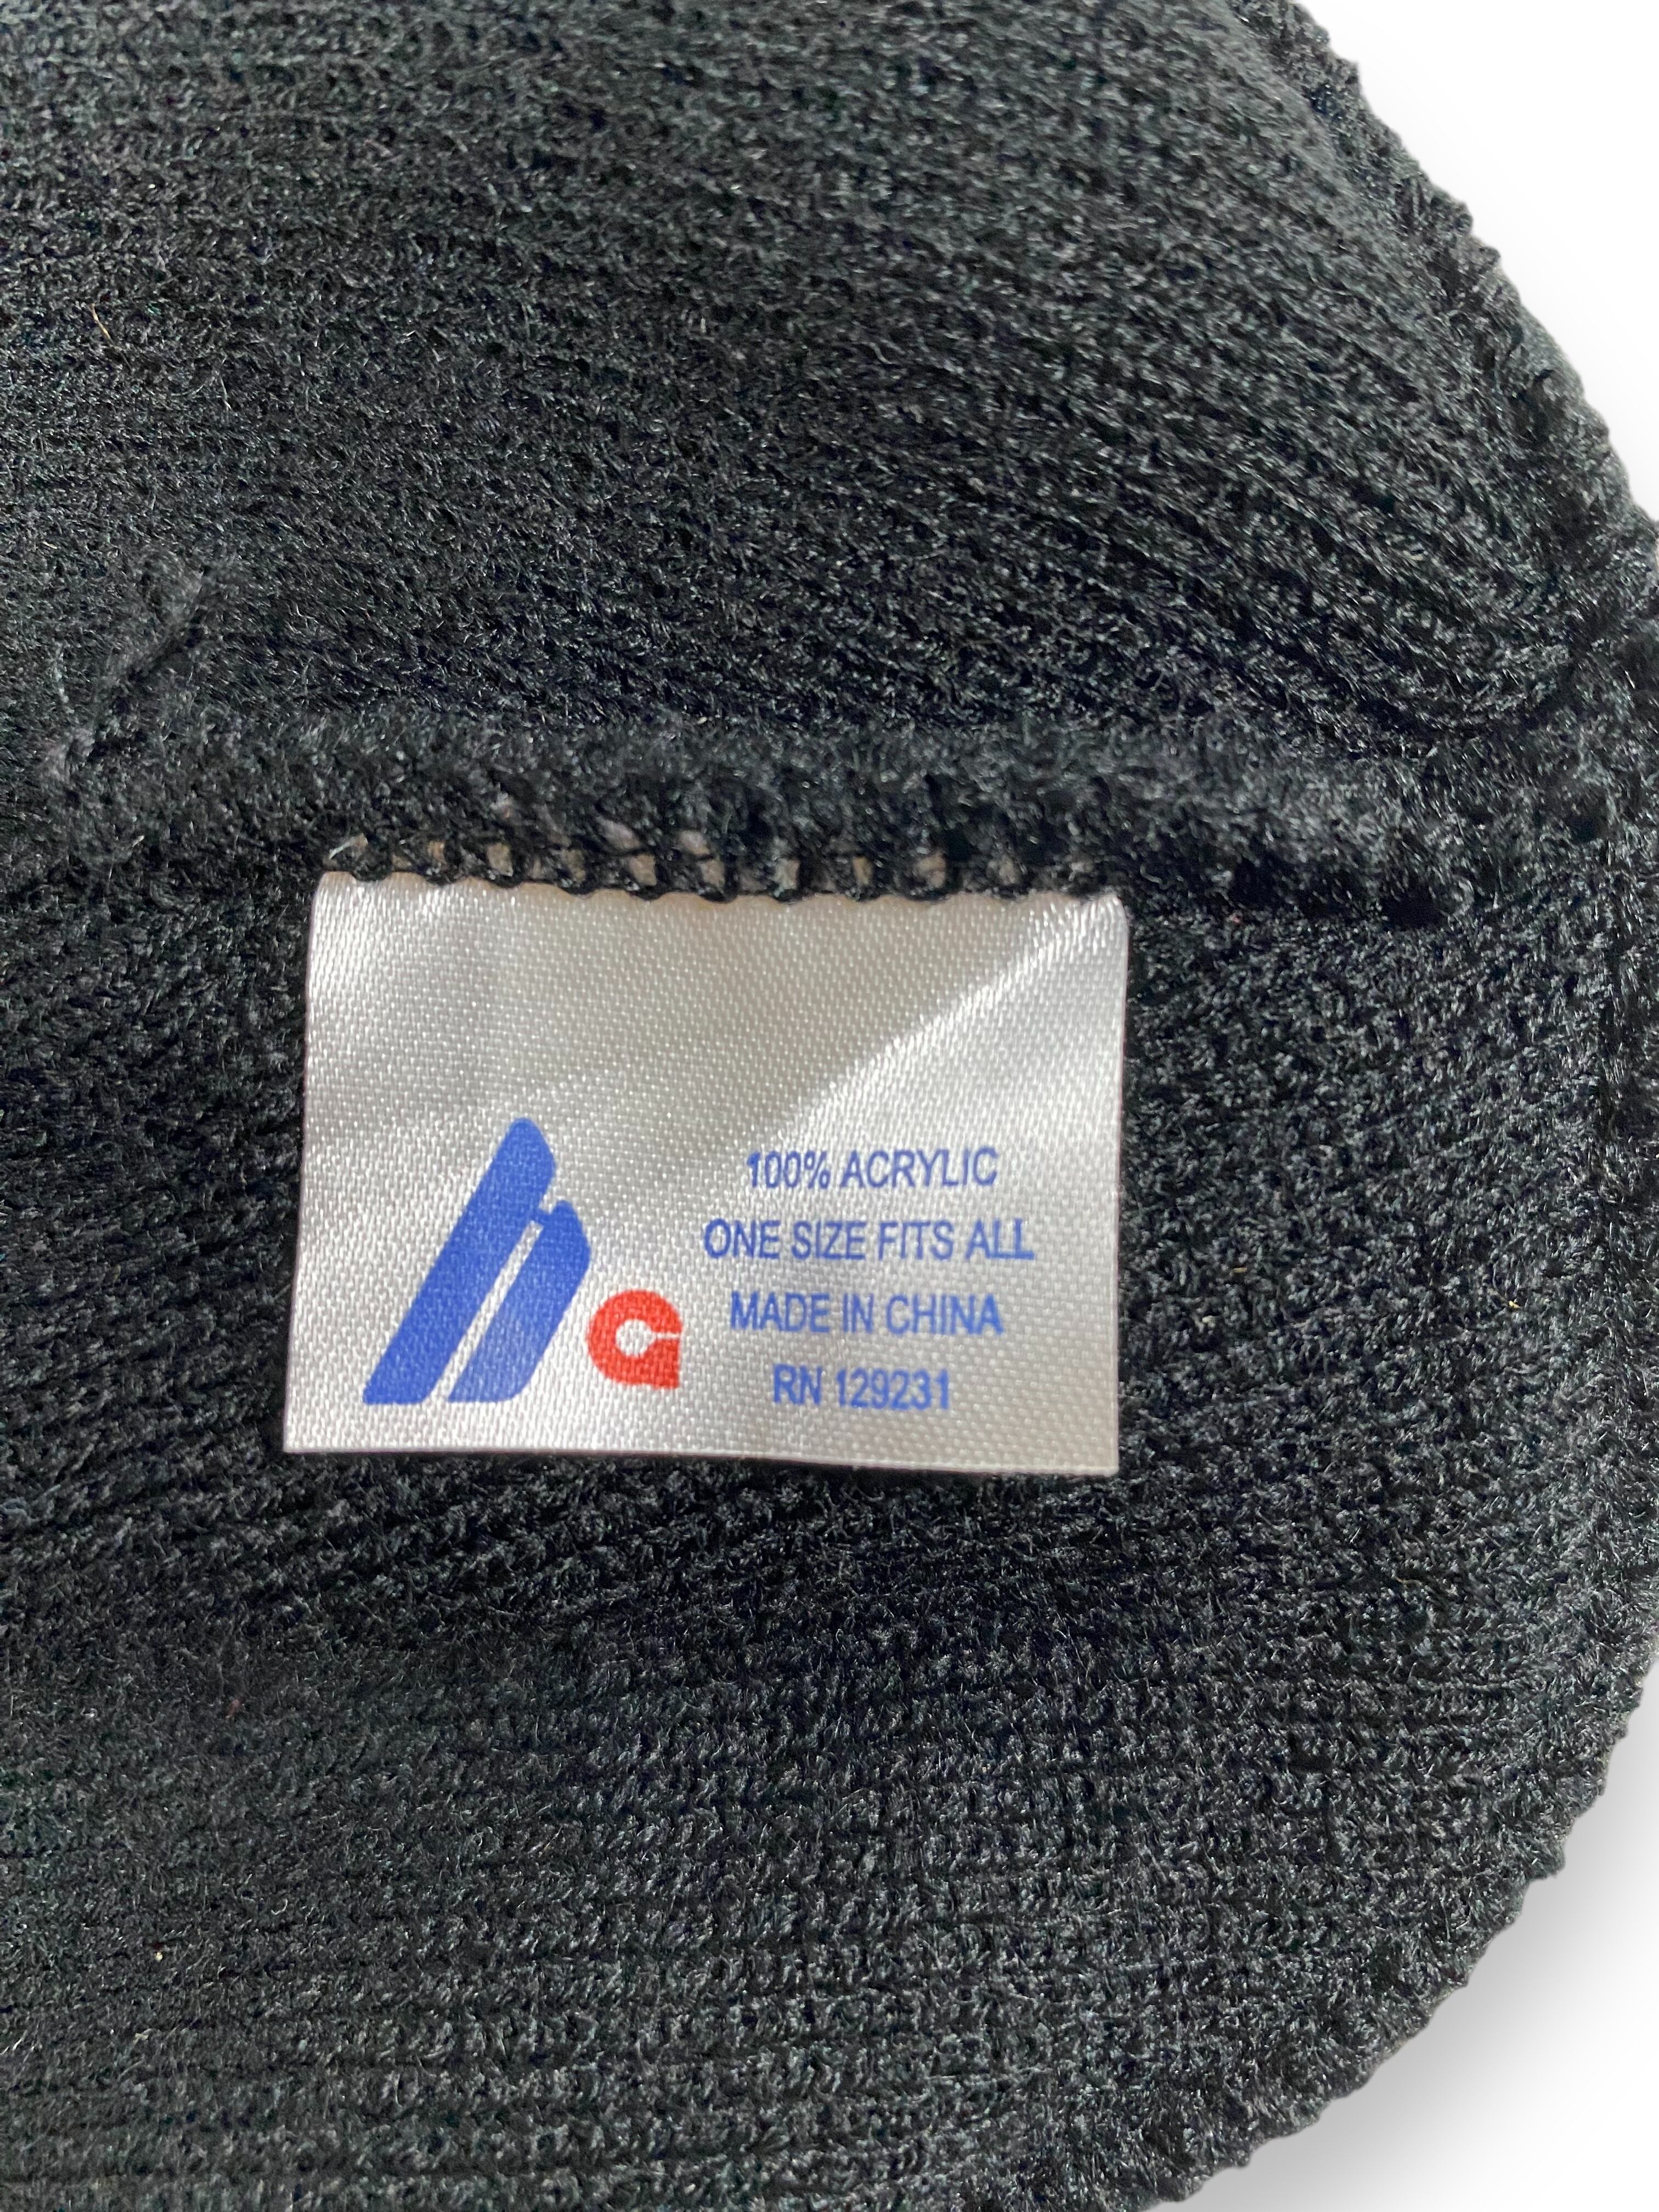 100% ACRYLIC
ONE SIZE FITS ALL
MADE IN CHINA
RN 129231